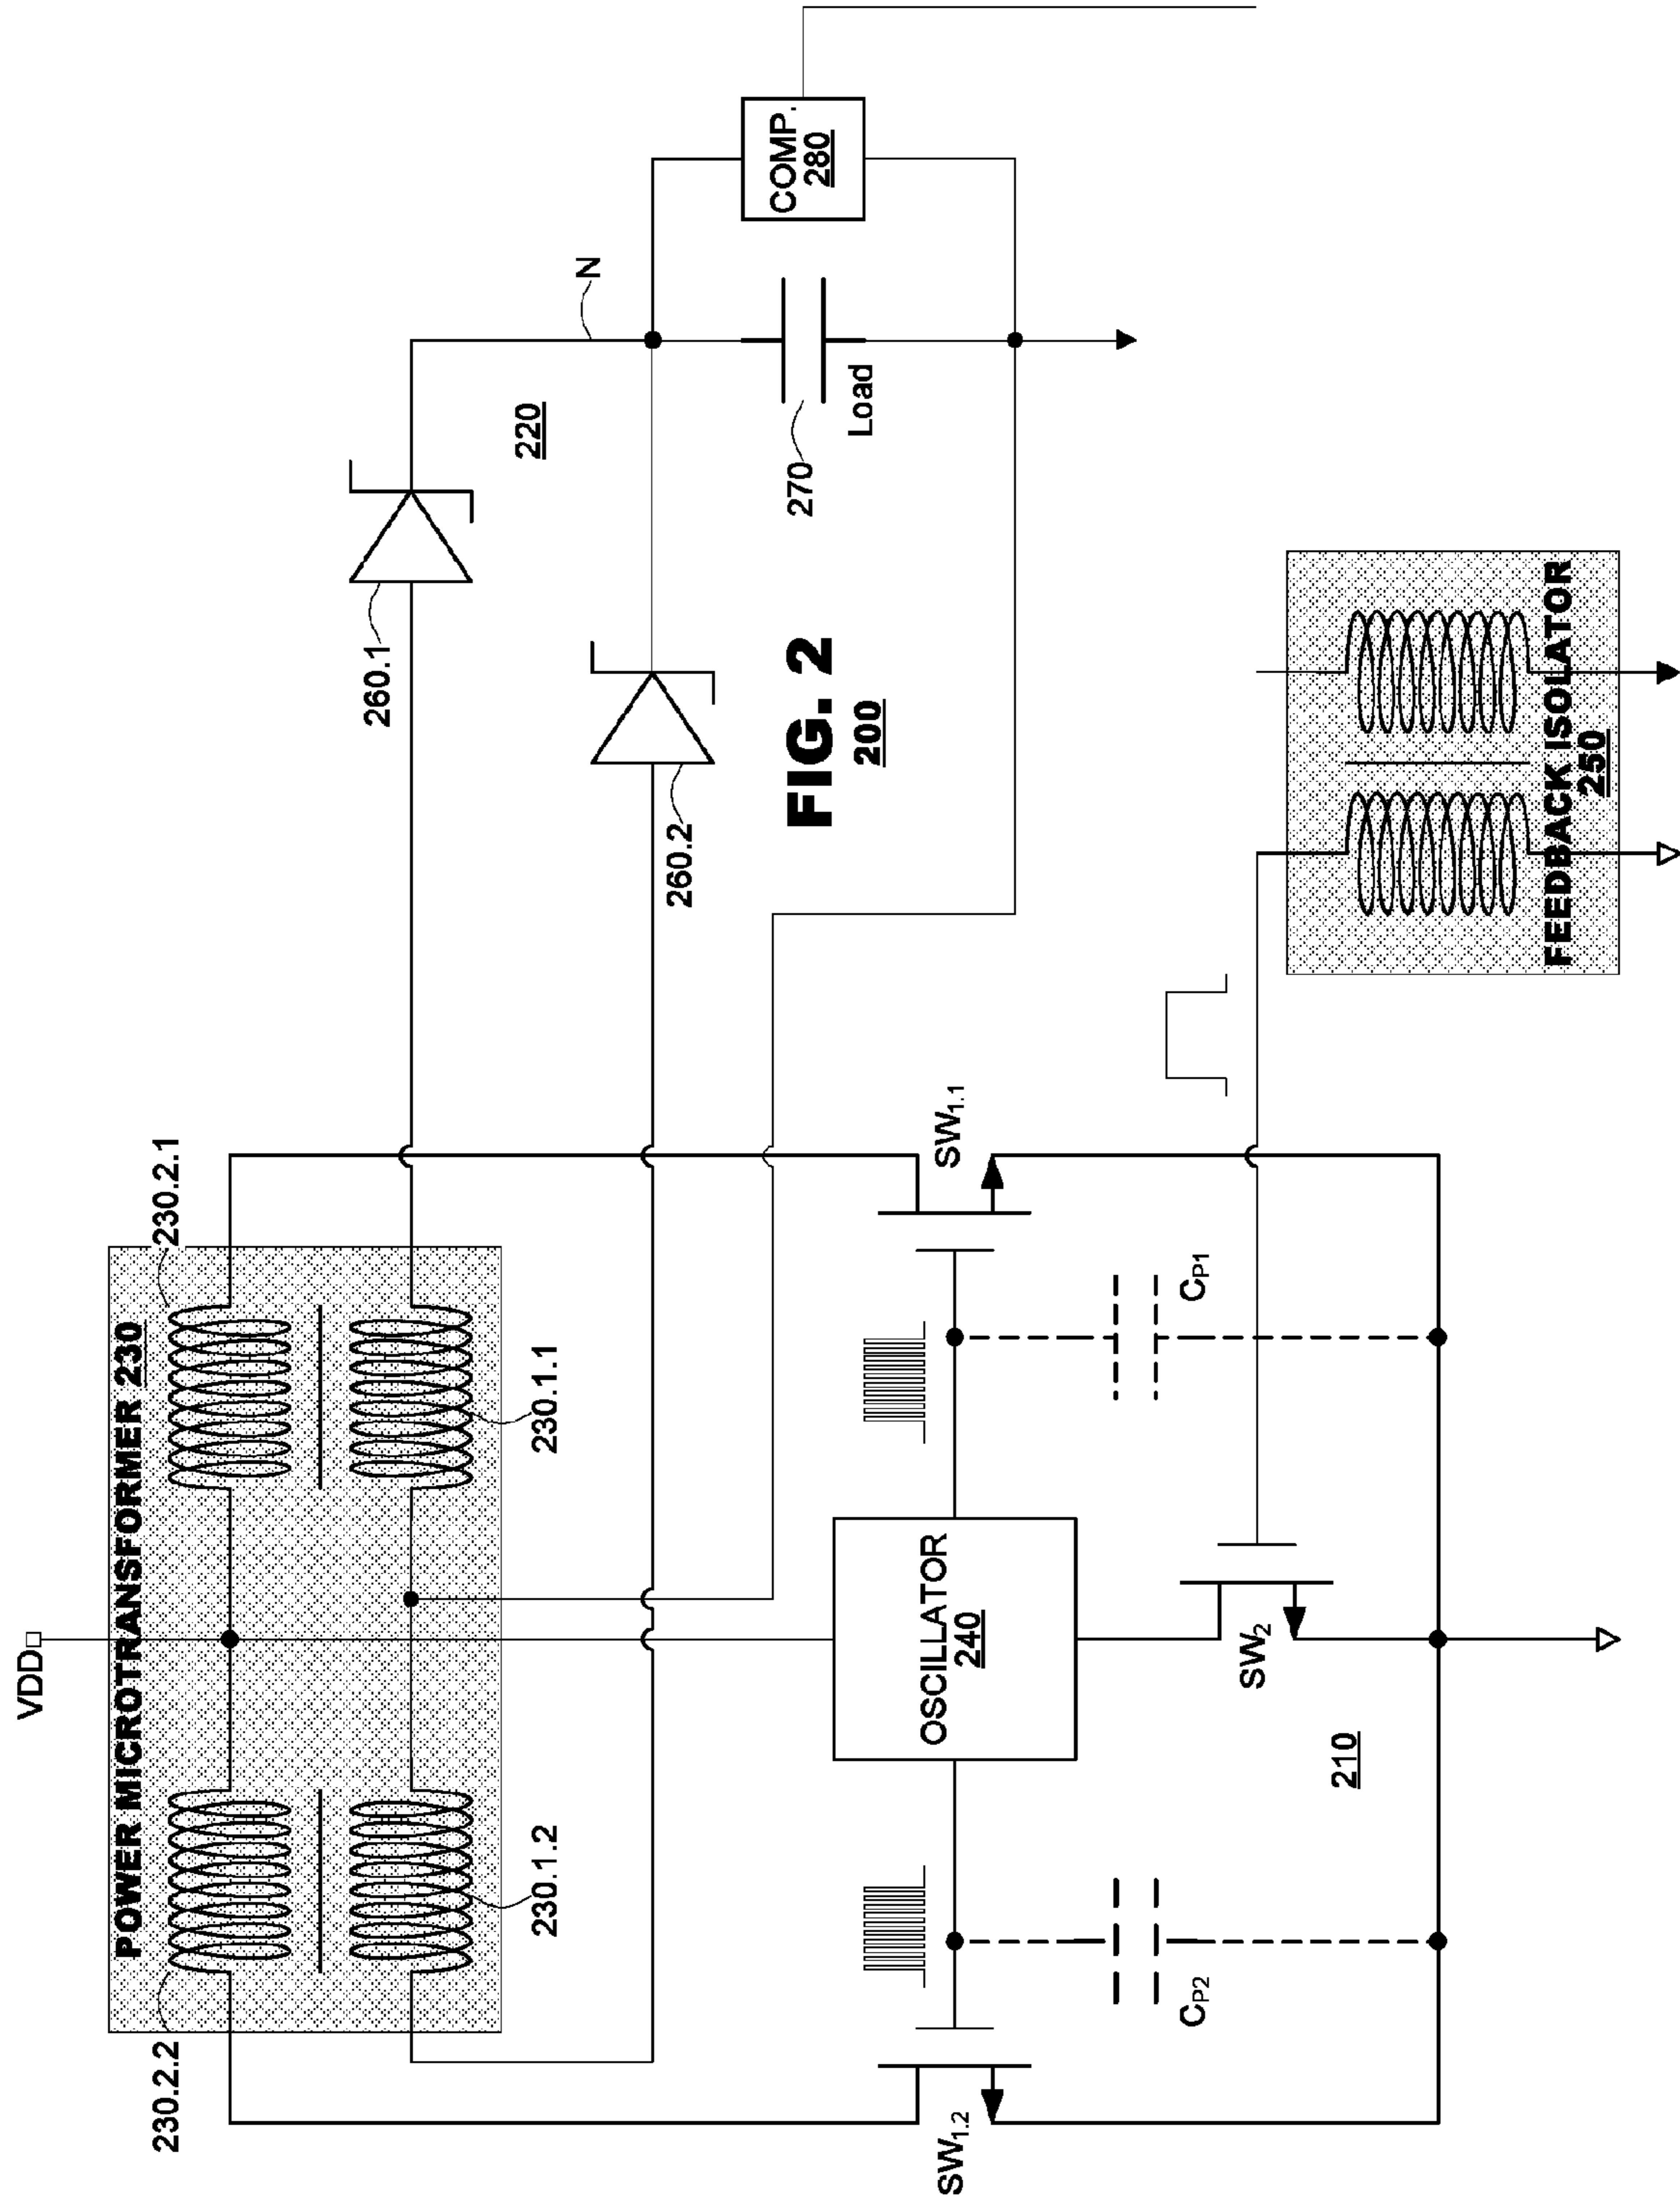 VDD
POWER MICROTRANSFORMER 230
230.2.2
230.2.1
230.1.2
230.1.1
260.1
260.2
N
220
270
Load
COMP.
280
FIG. 2
200
OSCILLATOR
240
SW1.1
SW1.2
SW2
CP1
CP2
210
FEEDBACK ISOLATOR
250